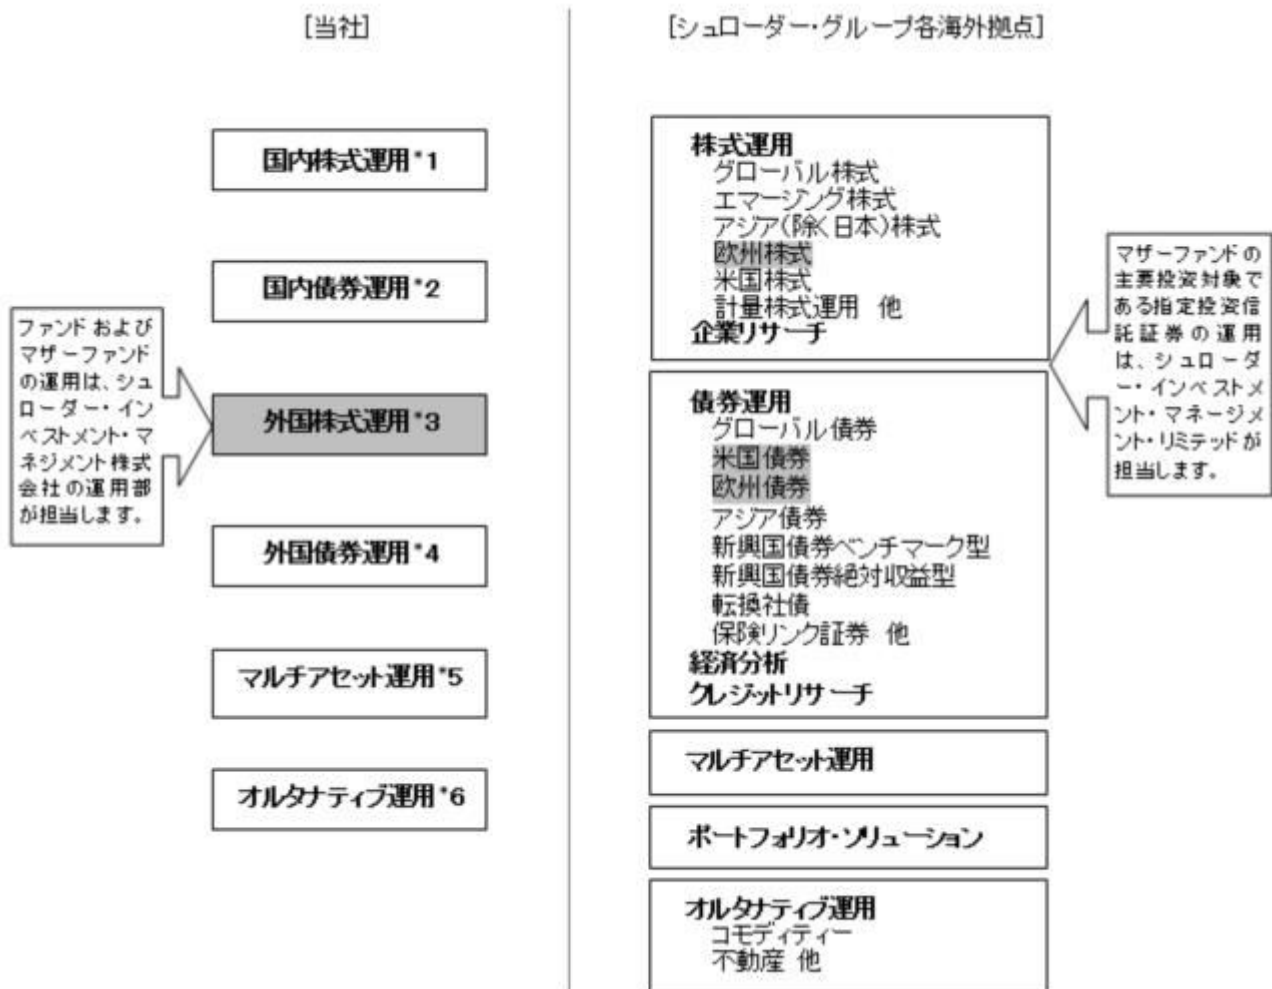 [当社]
国内株式運用*1
国内債券運用*2
ファンドおよび
マザーファンド
の運用は、シュ
ローダー・イン
ベストメント・マ
ネジメント株式
会社の運用部
が担当します。
外国株式運用*3
外国債券運用*4
マルチアセット運用*5
オルタナティブ運用*6
[シュローダー・グループ各海外拠点]
株式運用
グローバル株式
エマージング株式
アジア(除く日本)株式
欧州株式
米国株式
計量株式運用 他
企業リサーチ
マザーファンドの
主要投資対象で
ある指定投資信
託証券の運用
は、シュローダ
ー・インベストメ
ント・マネージメ
ント・リミテッドが
担当します。
債券運用
グローバル債券
米国債券
欧州債券
アジア債券
新興国債券ベンチマーク型
新興国債券絶対収益型
転換社債
保険リンク証券 他
経済分析
クレジットリサーチ
マルチアセット運用
ポートフォリオ・ソリューション
オルタナティブ運用
コモディティー
不動産 他